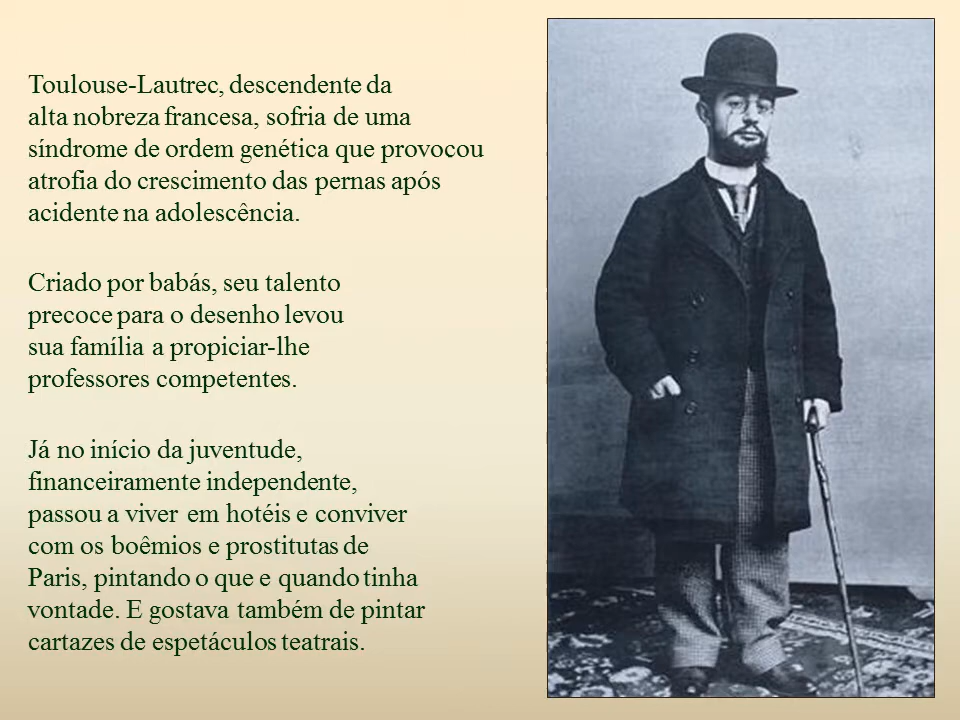 Toulouse-Lautrec, descendente da
alta nobreza francesa, sofria de uma
síndrome de ordem genética que provocou
atrofia do crescimento das pernas após
acidente na adolescência.
Criado por babás, seu talento
precoce para o desenho levou
sua família a propiciar-lhe
professores competentes.
Já no início da juventude,
financeiramente independente,
passou a viver em hotéis e conviver
com os boêmios e prostitutas de
Paris, pintando o que e quando tinha
vontade. E gostava também de pintar
cartazes de espetáculos teatrais.